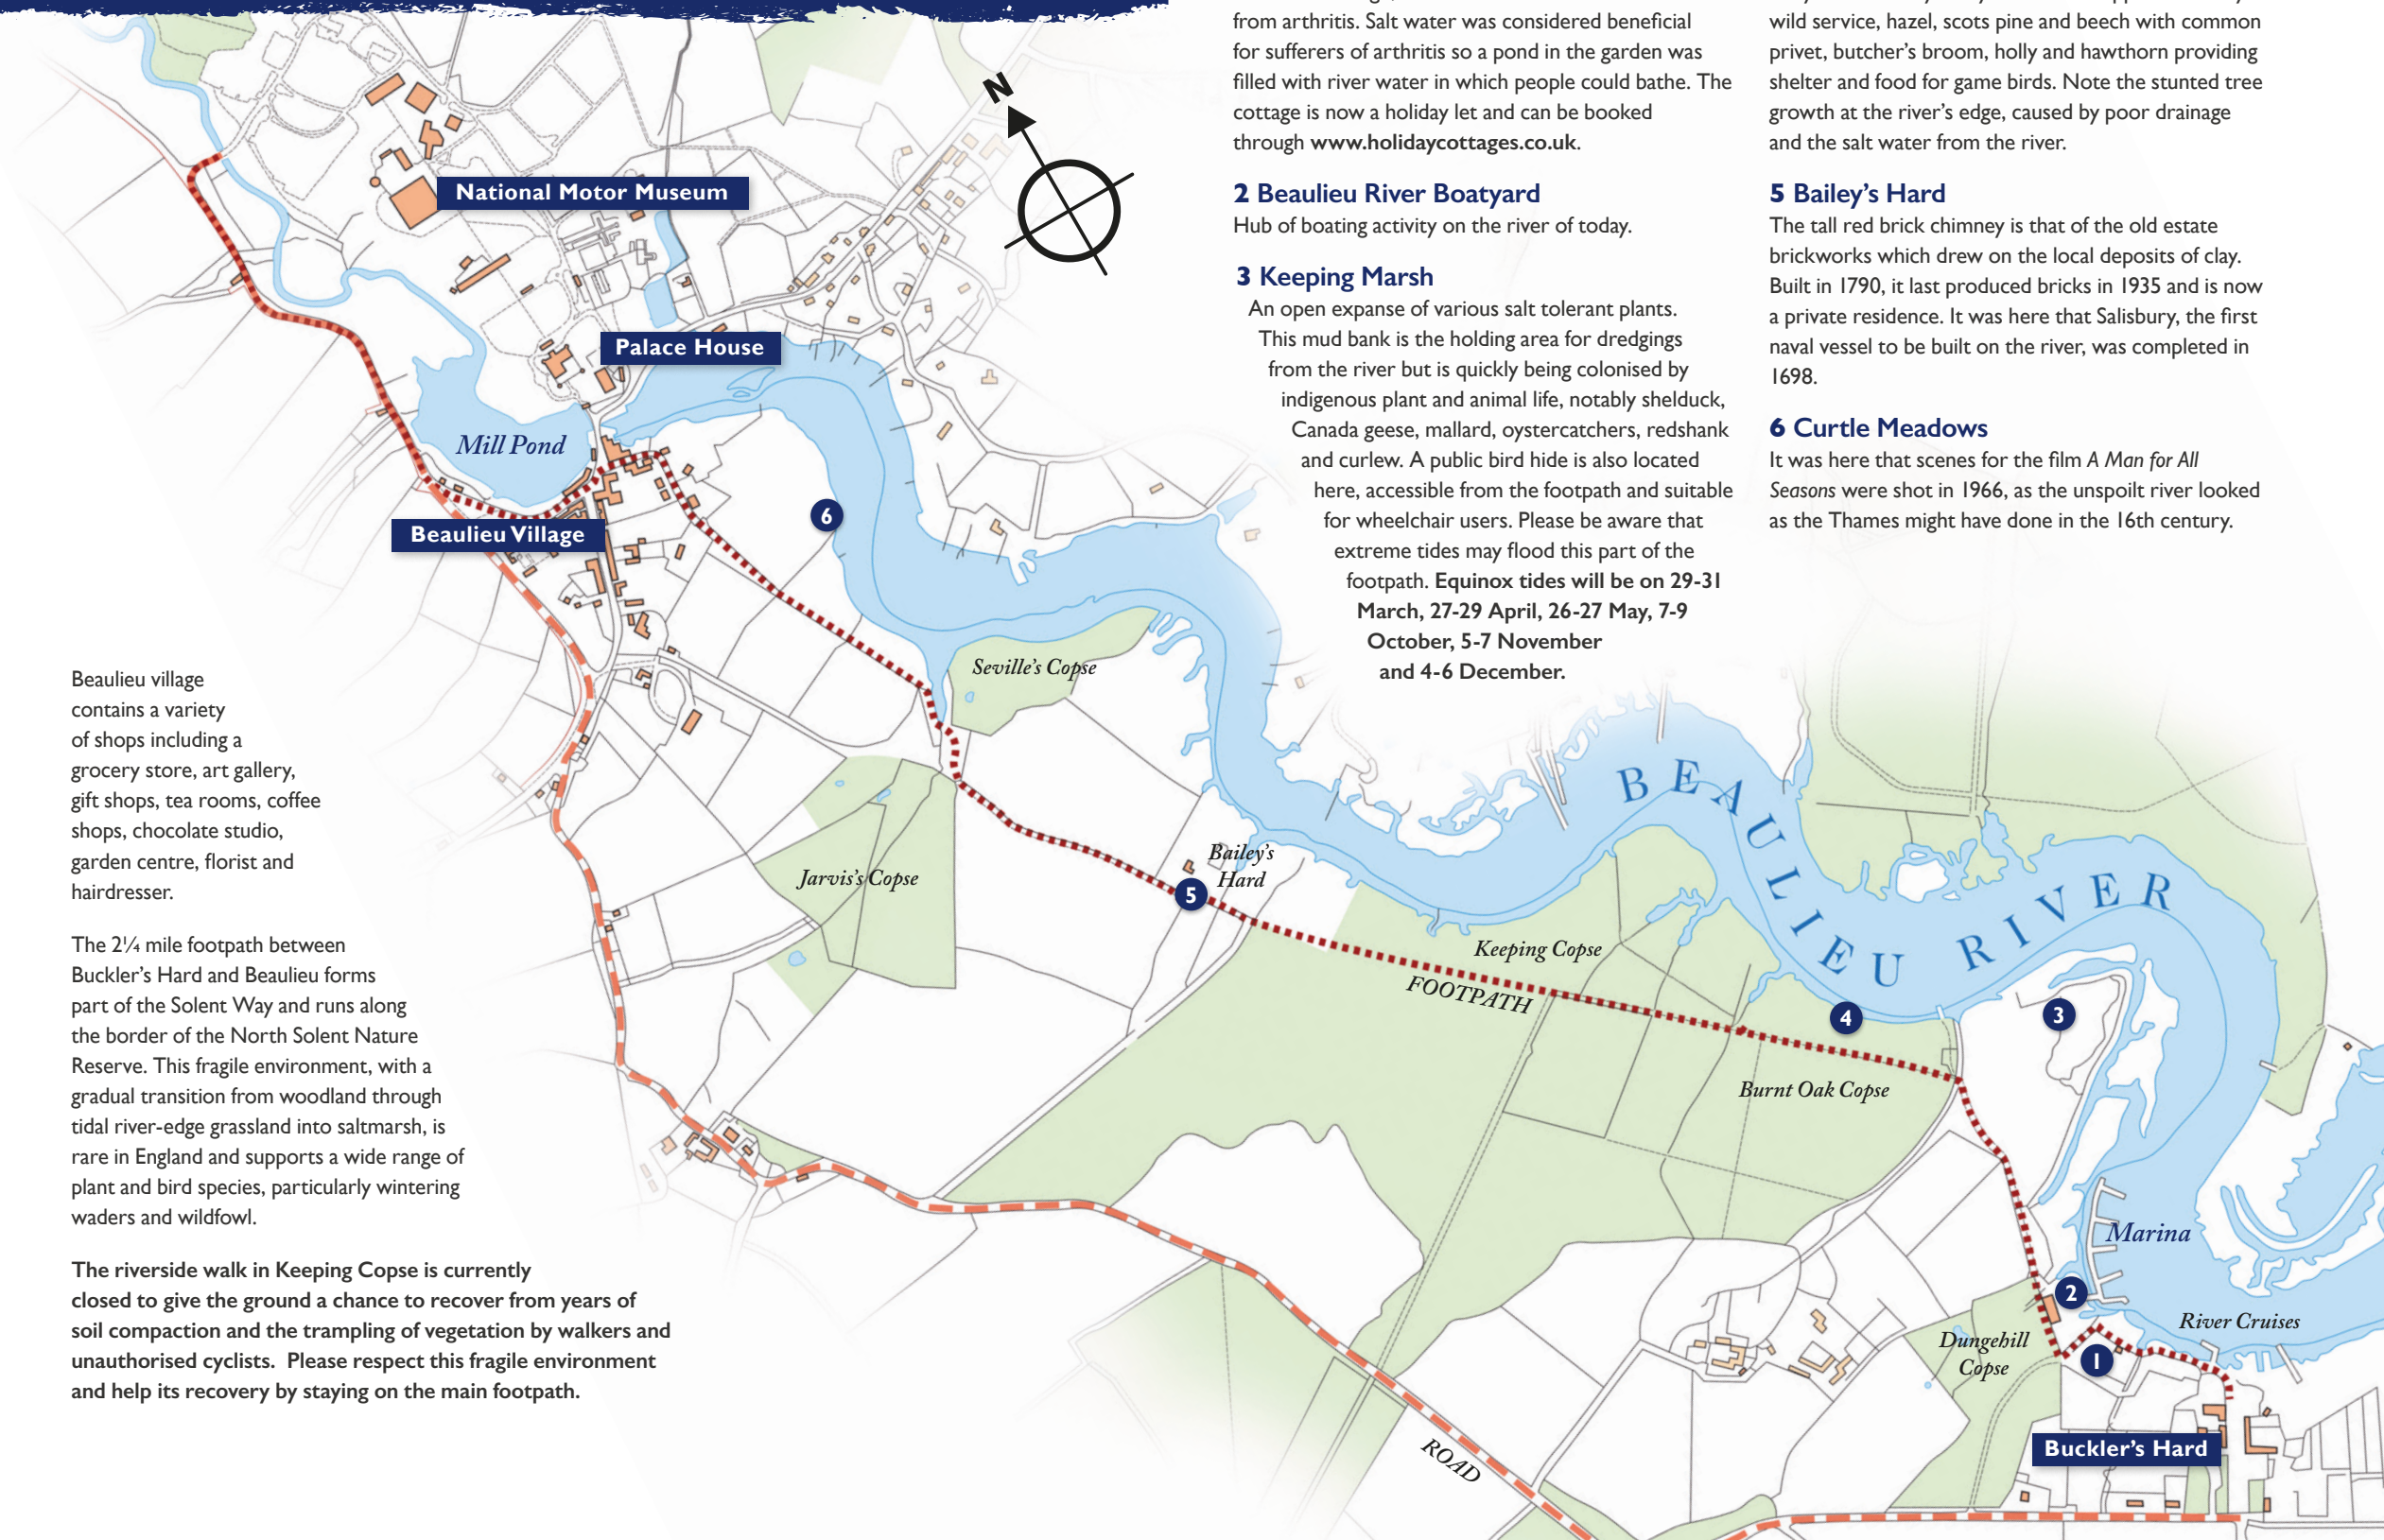 from arthritis. Salt water was considered beneficial
for sufferers of arthritis so a pond in the garden was
filled with river water in which people could bathe. The
cottage is now a holiday let and can be booked
through www.holidaycottages.co.uk.
2 Beaulieu River Boatyard
Hub of boating activity on the river of today.
3 Keeping Marsh
An open expanse of various salt tolerant plants.
This mud bank is the holding area for dredgings
from the river but is quickly being colonised by
indigenous plant and animal life, notably shelduck,
Canada geese, mallard, oystercatchers, redshank
and curlew. A public bird hide is also located
here, accessible from the footpath and suitable
for wheelchair users. Please be aware that
extreme tides may flood this part of the
footpath. Equinox tides will be on 29-31
March, 27-29 April, 26-27 May, 7-9
October, 5-7 November
and 4-6 December.
wild service, hazel, scots pine and beech with common
privet, butcher's broom, holly and hawthorn providing
shelter and food for game birds. Note the stunted tree
growth at the river's edge, caused by poor drainage
and the salt water from the river.
5 Bailey's Hard
The tall red brick chimney is that of the old estate
brickworks which drew on the local deposits of clay.
Built in 1790, it last produced bricks in 1935 and is now
a private residence. It was here that Salisbury, the first
naval vessel to be built on the river, was completed in
1698.
6 Curtle Meadows
It was here that scenes for the film A Man for All
Seasons were shot in 1966, as the unspoilt river looked
as the Thames might have done in the 16th century.
N
National Motor Museum
Palace House
Mill Pond
Beaulieu Village
6
Seville's Copse
Jarvis's Copse
Bailey's
Hard
5
Keeping Copse
FOOTPATH
BEAULIEU RIVER
4
3
Burnt Oak Copse
Marina
2
River Cruises
Dungehill
Copse
1
Buckler's Hard
ROAD
Beaulieu village
contains a variety
of shops including a
grocery store, art gallery,
gift shops, tea rooms, coffee
shops, chocolate studio,
garden centre, florist and
hairdresser.
The 2¼ mile footpath between
Buckler's Hard and Beaulieu forms
part of the Solent Way and runs along
the border of the North Solent Nature
Reserve. This fragile environment, with a
gradual transition from woodland through
tidal river-edge grassland into saltmarsh, is
rare in England and supports a wide range of
plant and bird species, particularly wintering
waders and wildfowl.
The riverside walk in Keeping Copse is currently
closed to give the ground a chance to recover from years of
soil compaction and the trampling of vegetation by walkers and
unauthorised cyclists. Please respect this fragile environment
and help its recovery by staying on the main footpath.